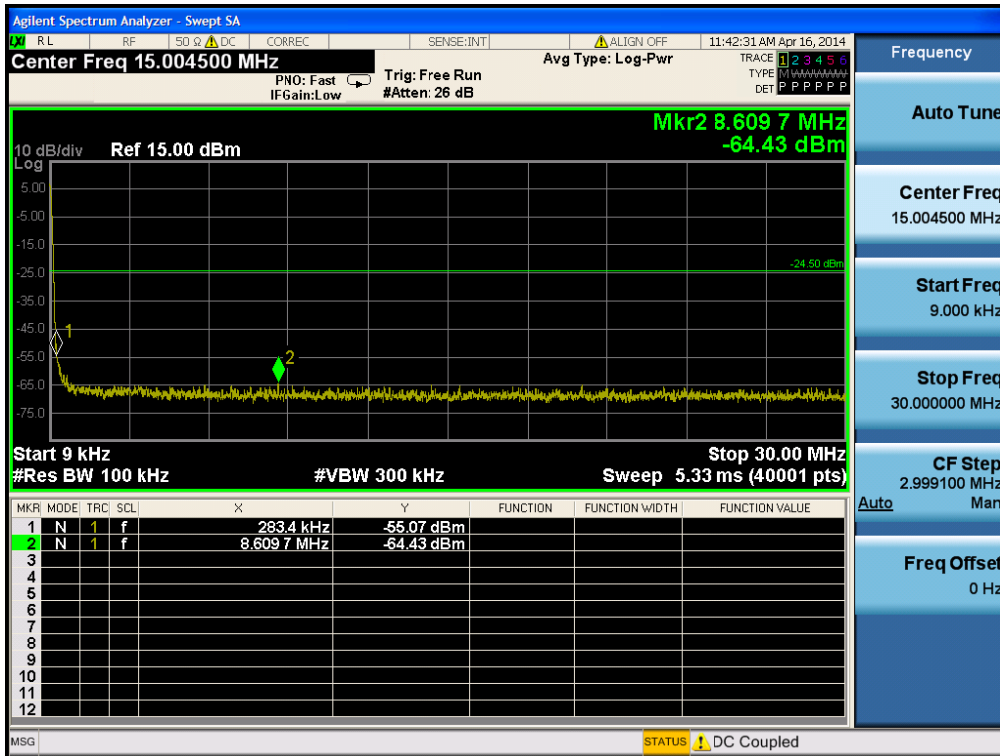 Agilent Spectrum Analyzer - Swept SA
LXI RL RF 50 Ω DC CORREC SENSE:INT ALIGN OFF 11:42:31 AM Apr 16, 2014
Center Freq 15.004500 MHz
PNO: Fast
IFGain:Low
Trig: Free Run
#Atten: 26 dB
Avg Type: Log-Pwr
TRACE 1 2 3 4 5 6
TYPE MWWWWW
DET P P P P P P
Mkr2 8.609 7 MHz
-64.43 dBm
10 dB/div Ref 15.00 dBm
Log
5.00
-5.00
-15.0
-24.50 dBm
-25.0
-35.0
-45.0
1
-55.0
2
-65.0
-75.0
Start 9 kHz Stop 30.00 MHz
#Res BW 100 kHz #VBW 300 kHz Sweep 5.33 ms (40001 pts)
MKR MODE TRC SCL X Y FUNCTION FUNCTION WIDTH FUNCTION VALUE
1 N 1 f 283.4 kHz -55.07 dBm
2 N 1 f 8.609 7 MHz -64.43 dBm
3
4
5
6
7
8
9
10
11
12
MSG STATUS DC Coupled
Frequency
Auto Tune
Center Freq
15.004500 MHz
Start Freq
9.000 kHz
Stop Freq
30.000000 MHz
CF Step
2.999100 MHz
Auto Man
Freq Offset
0 Hz